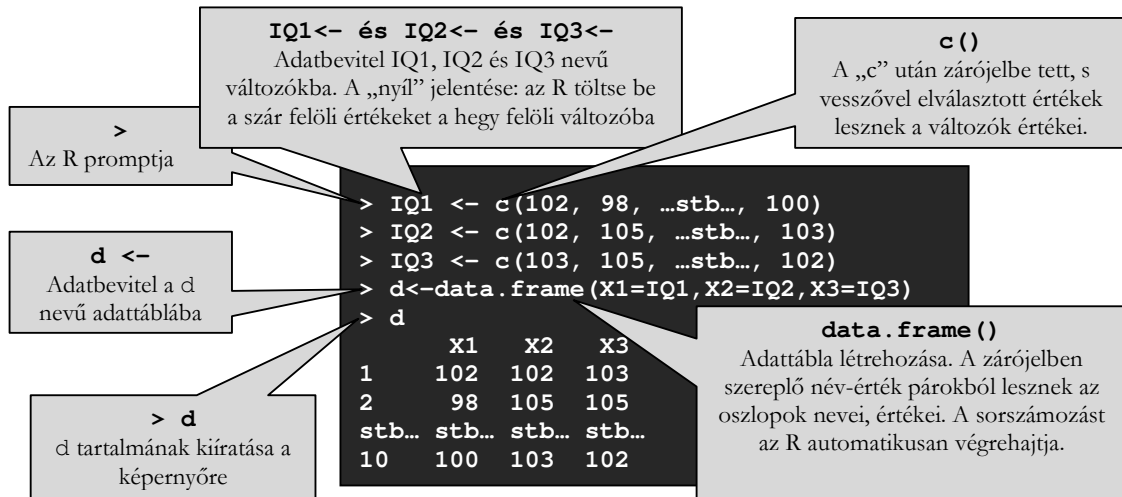 IQ1<- és IQ2<- és IQ3<-
Adatbevitel IQ1, IQ2 és IQ3 nevű
változókba. A „nyíl” jelentése: az R töltse be
a szár felöli értékeket a hegy felöli változóba
c()
A „c” után zárójelbe tett, s
vesszővel elválasztott értékek
lesznek a változók értékei.
>
Az R promptja
d <-
Adatbevitel a d
nevű adattáblába
> d
d tartalmának kiíratása a
képernyőre
> IQ1 <- c(102, 98, …stb…, 100)
> IQ2 <- c(102, 105, …stb…, 103)
> IQ3 <- c(103, 105, …stb…, 102)
> d<-data.frame(X1=IQ1,X2=IQ2,X3=IQ3)
> d
X1 X2 X3
1 102 102 103
2 98 105 105
stb… stb… stb… stb…
10 100 103 102
data.frame()
Adattábla létrehozása. A zárójelben
szereplő név-érték párokból lesznek az
oszlopok nevei, értékei. A sorszámozást
az R automatikusan végrehajtja.